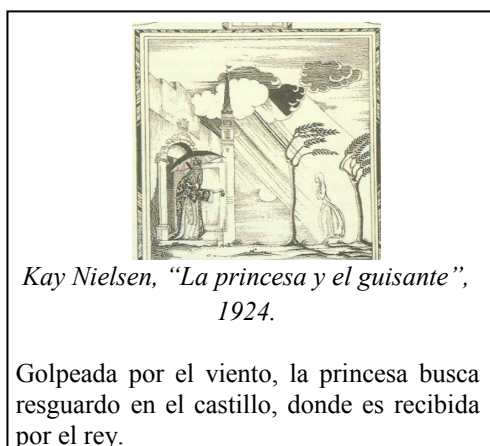 Kay Nielsen, “La princesa y el guisante”,
1924.
Golpeada por el viento, la princesa busca
resguardo en el castillo, donde es recibida
por el rey.